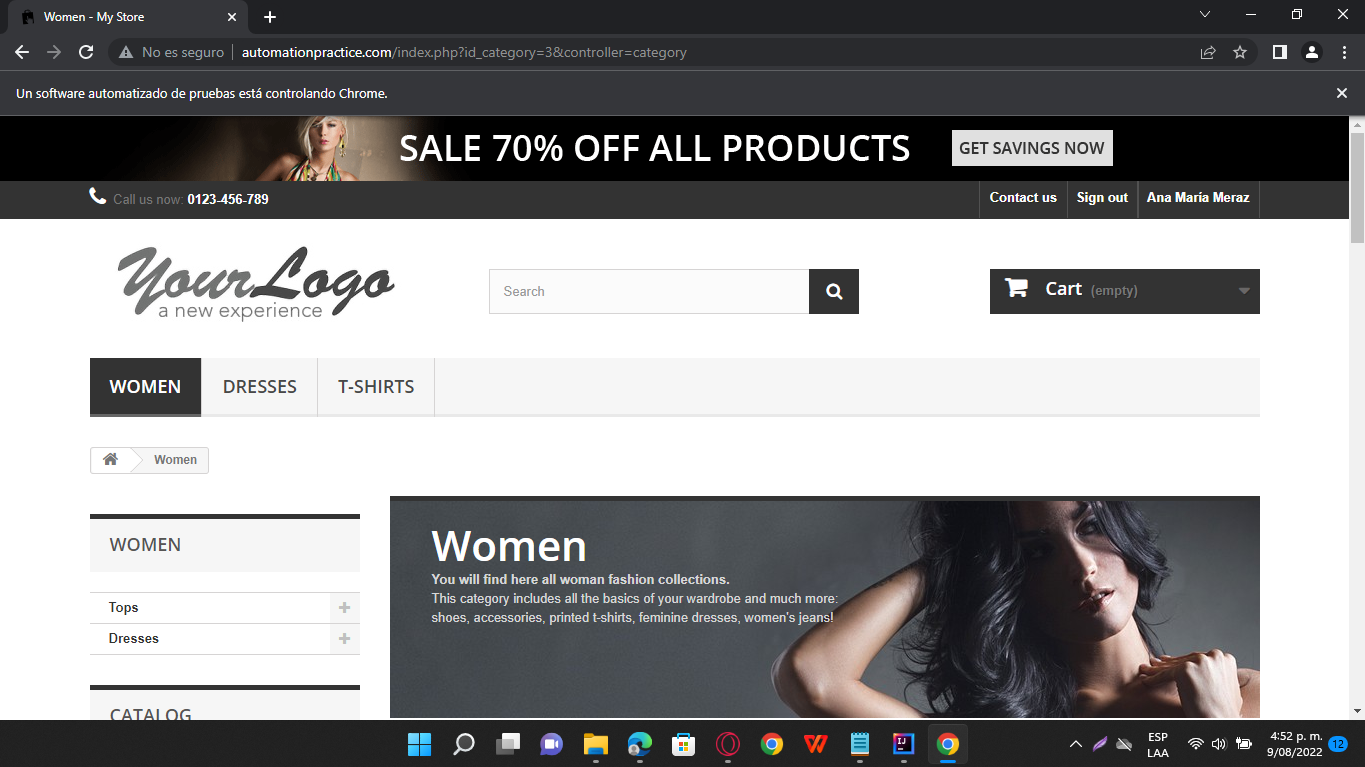 Women - My Store
No es seguro
automationpractice.com/index.php?id_category=3&controller=category
Un software automatizado de pruebas está controlando Chrome.
SALE 70% OFF ALL PRODUCTS
GET SAVINGS NOW
Call us now: 0123-456-789
Contact us
Sign out
Ana María Meraz
YourLogo
a new experience
Search
Cart (empty)
WOMEN
DRESSES
T-SHIRTS
Women
WOMEN
Tops
Dresses
CATALOG
Women
You will find here all woman fashion collections.
This category includes all the basics of your wardrobe and much more:
shoes, accessories, printed t-shirts, feminine dresses, women's jeans!
IJ
ESP
LAA
4:52 p. m.
9/08/2022
12